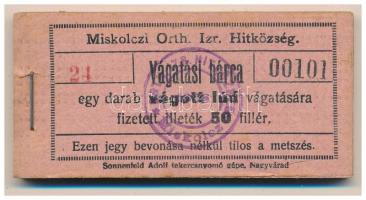 Miskolczi Orth. Izr. Hitközség.
24 Vágatási bárca 00101
egy darab vágott lúd vágatására
fizetett illeték 50 fillér.
Ezen jegy bevonása nélkül tilos a metszés.
Sonnenfeld Adolf tekercsnyomó gépe, Nagyvárad